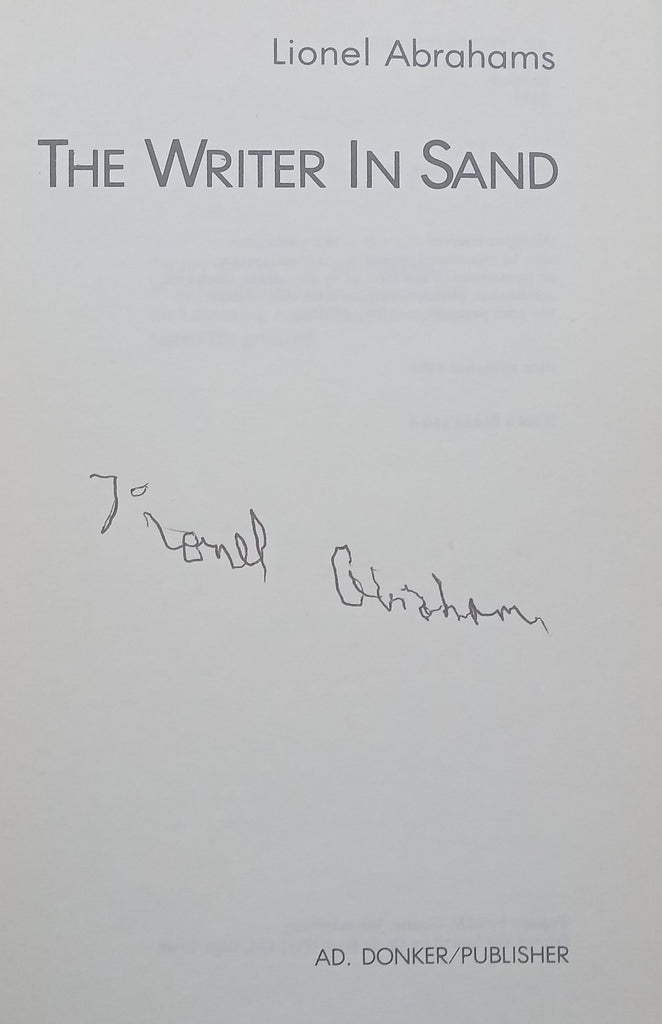 Lionel Abrahams
THE WRITER IN SAND
Lionel Abrahams
AD. DONKER/PUBLISHER